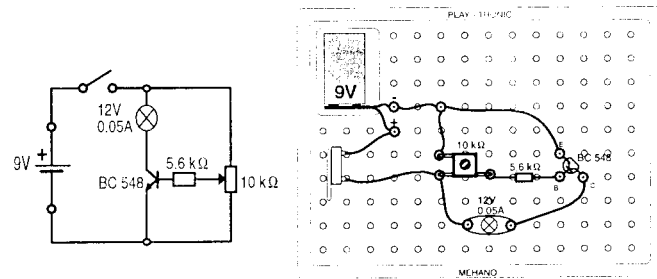 12V
0.05A
9V
+
BC 548
5.6 kΩ
10 kΩ
PLAY-TRONIC
9V
-
+
10 kΩ
5.6 kΩ
E
BC 548
B
C
12V
0.05A
MEHANO